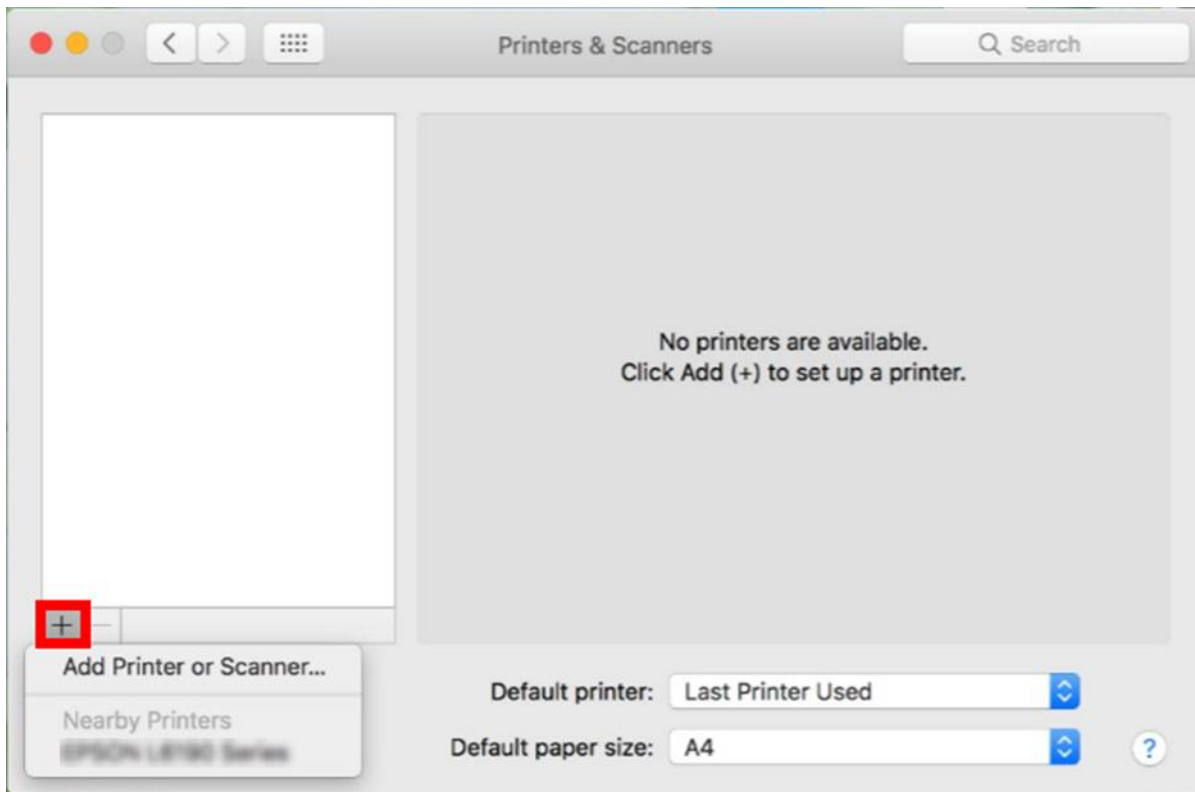 Printers & Scanners
Search
No printers are available.
Click Add (+) to set up a printer.
+ −
Add Printer or Scanner...
Nearby Printers
Default printer: Last Printer Used
Default paper size: A4
?